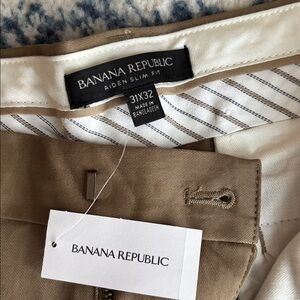 BANANA REPUBLIC
AIDEN SLIM FIT
31X32
MADE IN
BANGLADESH
BANANA REPUBLIC